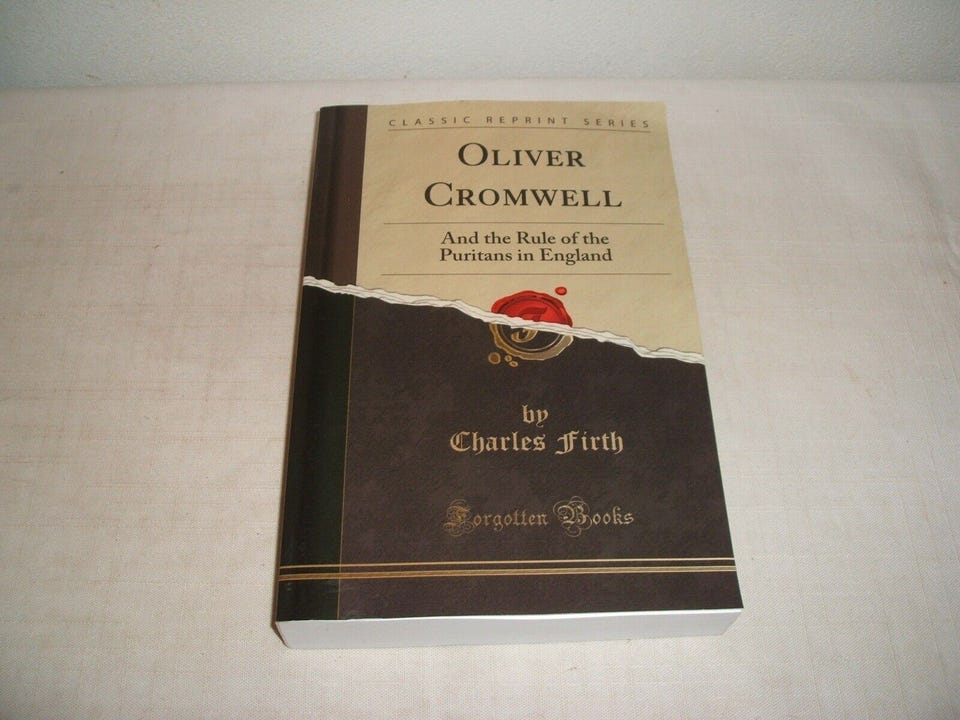 CLASSIC REPRINT SERIES
OLIVER
CROMWELL
And the Rule of the
Puritans in England
F
by
Charles Firth
Forgotten Books